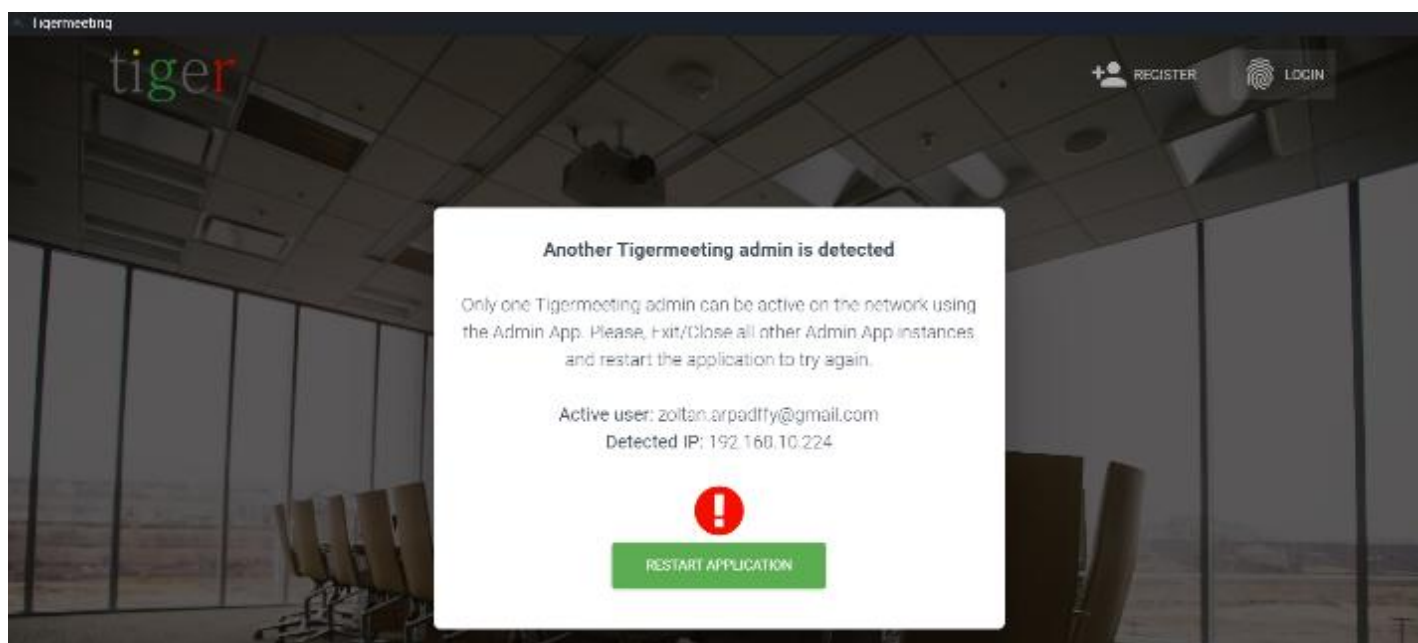 Tigermeeting
tiger
REGISTER
LOGIN
Another Tigermeeting admin is detected
Only one Tigermeeting admin can be active on the network using
the Admin App. Please, Exit/Close all other Admin App instances
and restart the application to try again.
Active user: zoltan.arpadffy@gmail.com
Detected IP: 192.168.10.224
RESTART APPLICATION